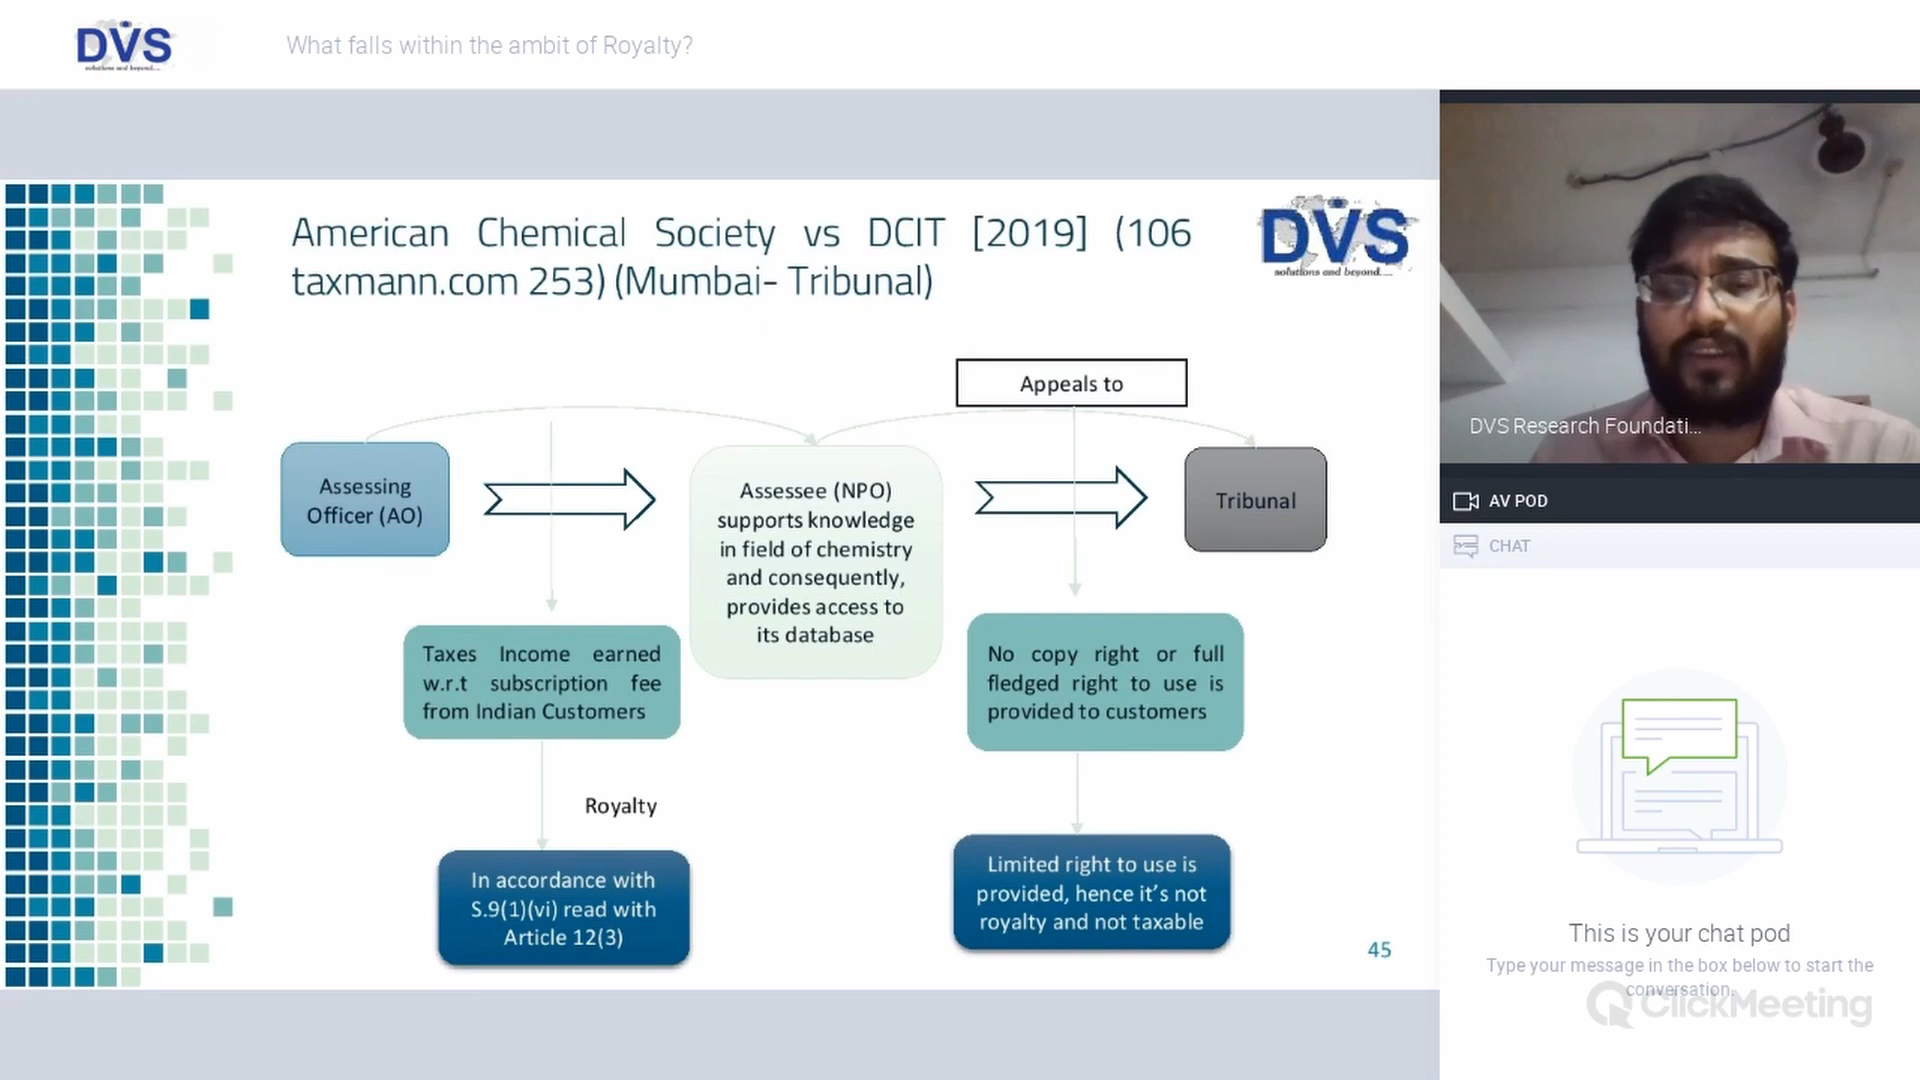 DVS
solutions and beyond....
What falls within the ambit of Royalty?
American Chemical Society vs DCIT [2019] (106
taxmann.com 253) (Mumbai- Tribunal)
DVS
solutions and beyond....
Appeals to
Assessing
Officer (AO)
Assessee (NPO)
supports knowledge
in field of chemistry
and consequently,
provides access to
its database
Tribunal
Taxes Income earned
w.r.t subscription fee
from Indian Customers
No copy right or full
fledged right to use is
provided to customers
Royalty
In accordance with
S.9(1)(vi) read with
Article 12(3)
Limited right to use is
provided, hence it's not
royalty and not taxable
45
DVS Research Foundati...
AV POD
CHAT
This is your chat pod
Type your message in the box below to start the
conversation.
ClickMeeting